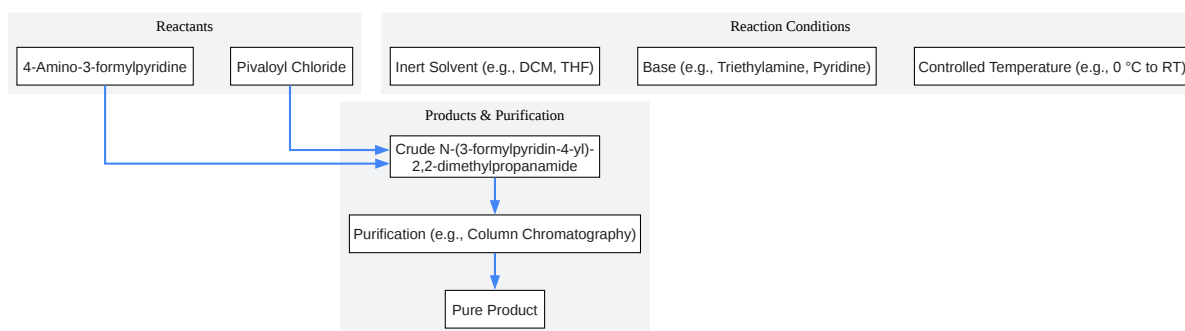 Reactants
Reaction Conditions
4-Amino-3-formylpyridine
Pivaloyl Chloride
Inert Solvent (e.g., DCM, THF)
Base (e.g., Triethylamine, Pyridine)
Controlled Temperature (e.g., 0 °C to RT)
Products & Purification
Crude N-(3-formylpyridin-4-yl)-
2,2-dimethylpropanamide
Purification (e.g., Column Chromatography)
Pure Product